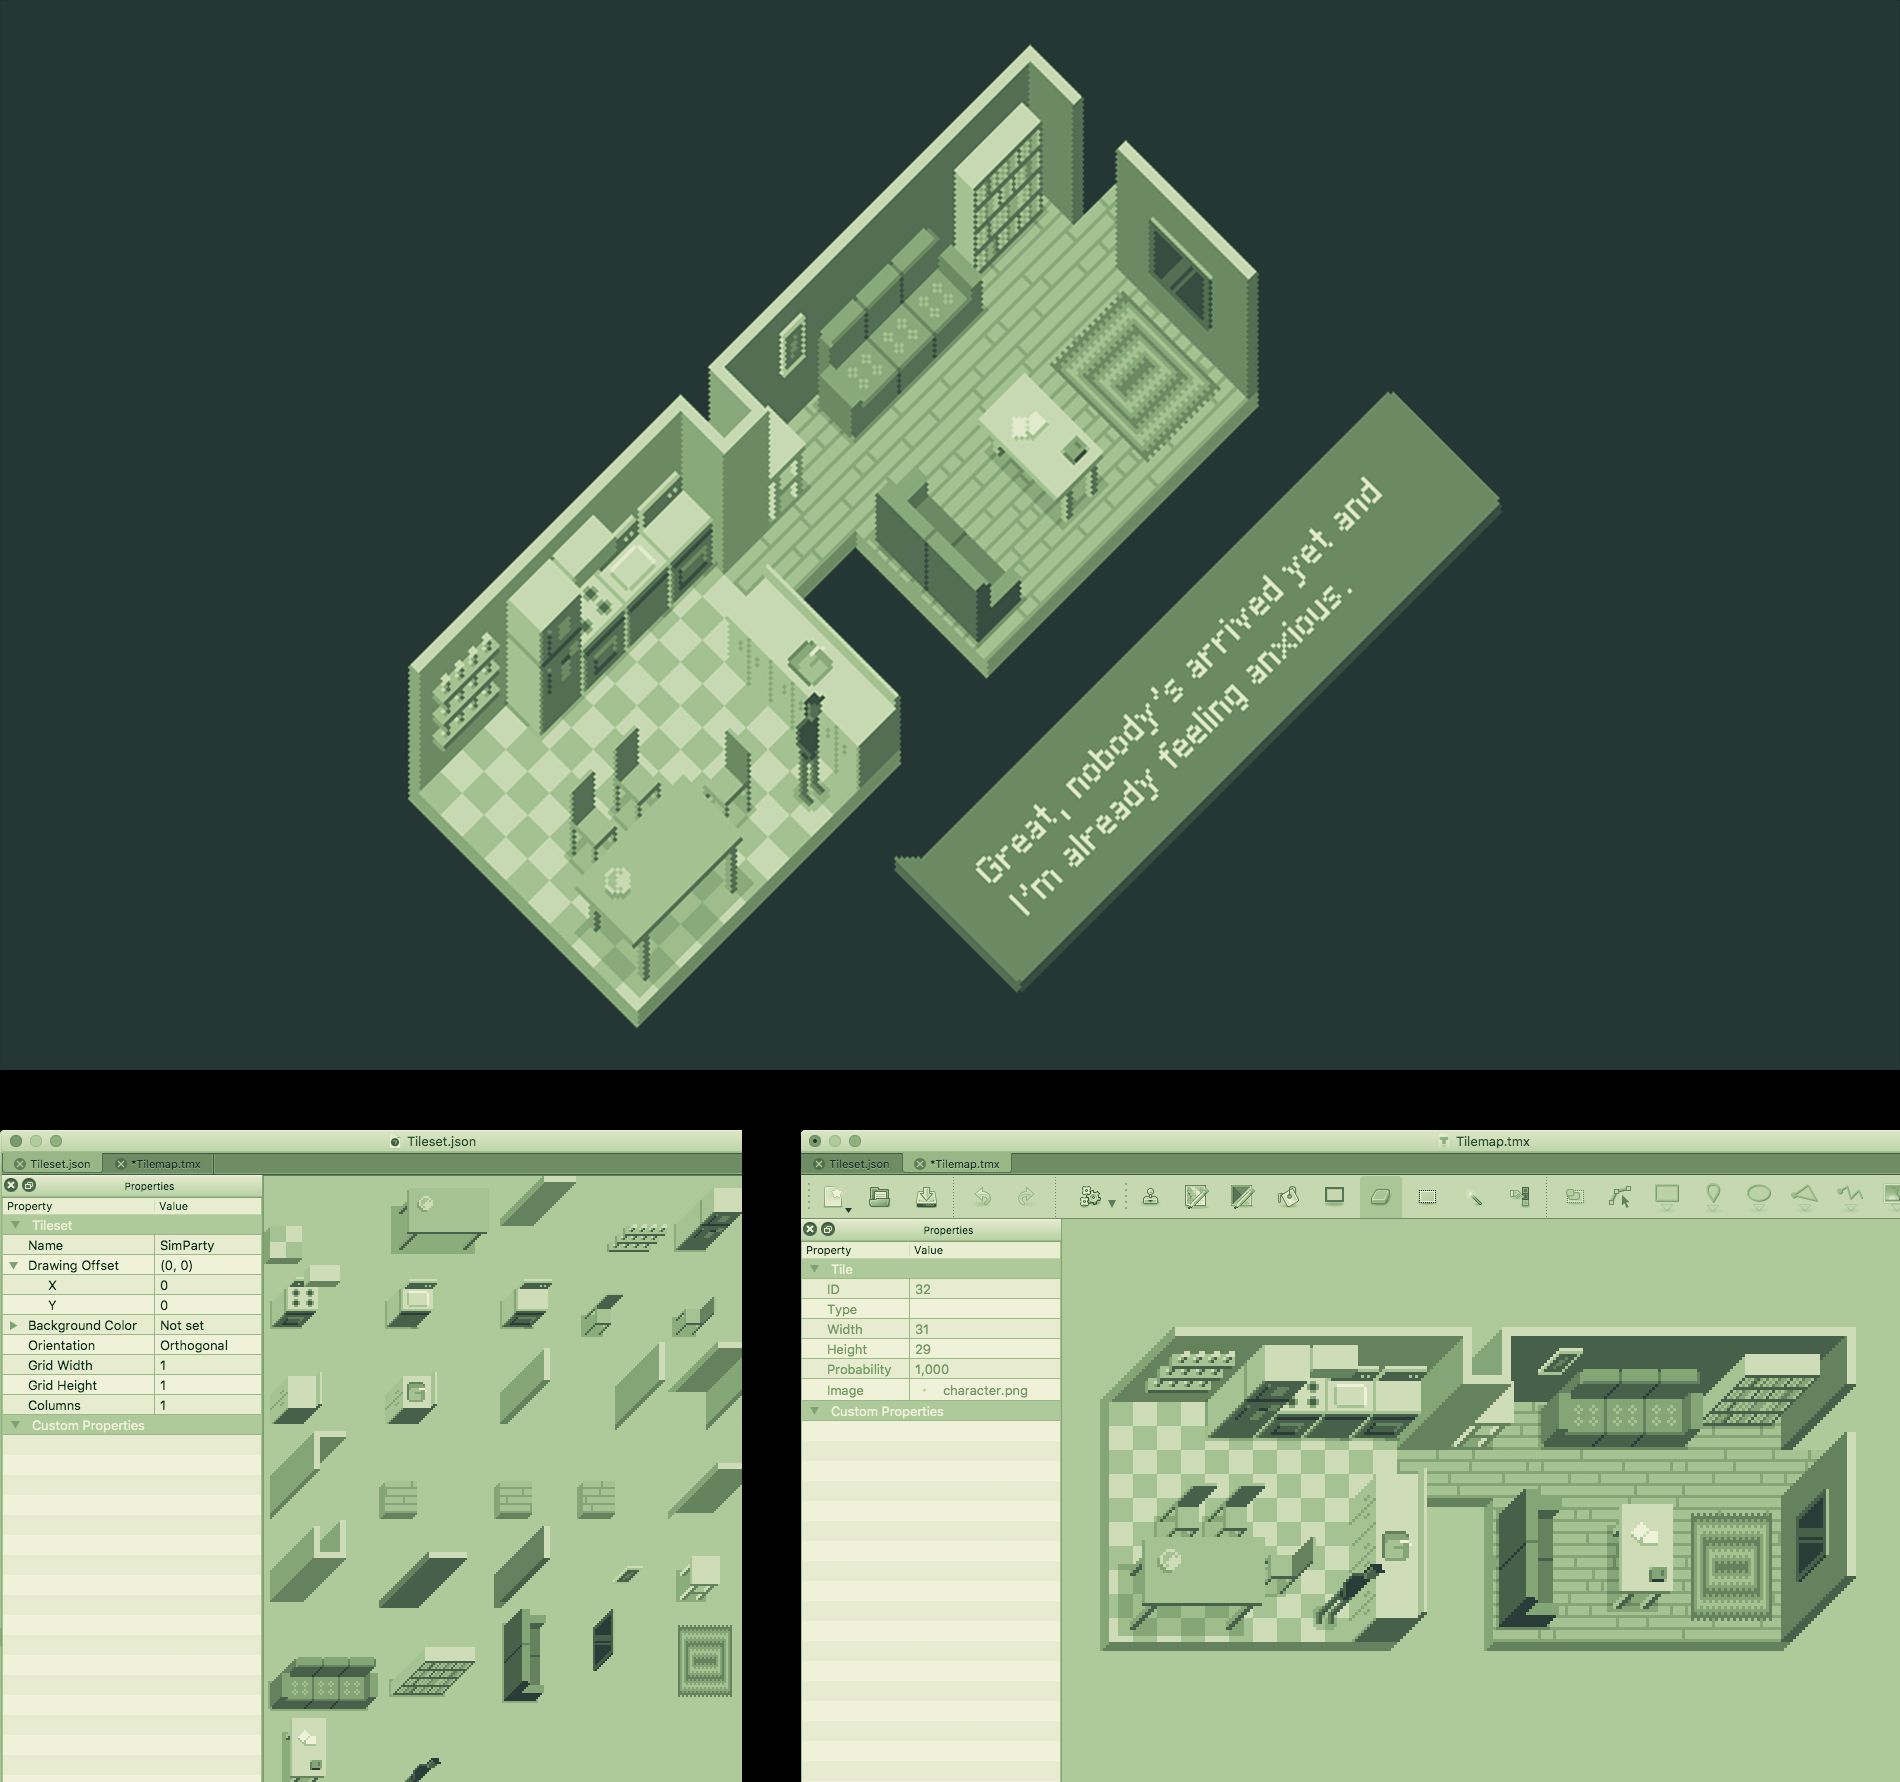 Great, nobody's arrived yet and
I'm already feeling anxious.
Tileset.json
Tileset.json
*Tilemap.tmx
Properties
Property Value
Tileset
Name SimParty
Drawing Offset (0, 0)
X 0
Y 0
Background Color Not set
Orientation Orthogonal
Grid Width 1
Grid Height 1
Columns 1
Custom Properties
Tilemap.tmx
Tileset.json
*Tilemap.tmx
Properties
Property Value
Tile
ID 32
Type
Width 31
Height 29
Probability 1,000
Image character.png
Custom Properties